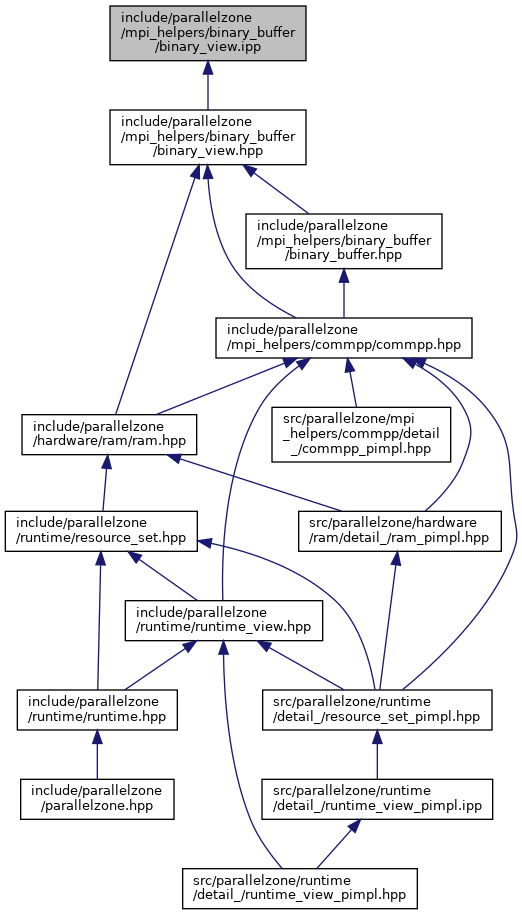 include/parallelzone
/mpi_helpers/binary_buffer
/binary_view.ipp
include/parallelzone
/mpi_helpers/binary_buffer
/binary_view.hpp
include/parallelzone
/mpi_helpers/binary_buffer
/binary_buffer.hpp
include/parallelzone
/mpi_helpers/commpp/commpp.hpp
include/parallelzone
/hardware/ram/ram.hpp
src/parallelzone/mpi
_helpers/commpp/detail
_/commpp_pimpl.hpp
include/parallelzone
/runtime/resource_set.hpp
src/parallelzone/hardware
/ram/detail_/ram_pimpl.hpp
include/parallelzone
/runtime/runtime_view.hpp
include/parallelzone
/runtime/runtime.hpp
src/parallelzone/runtime
/detail_/resource_set_pimpl.hpp
include/parallelzone
/parallelzone.hpp
src/parallelzone/runtime
/detail_/runtime_view_pimpl.ipp
src/parallelzone/runtime
/detail_/runtime_view_pimpl.hpp